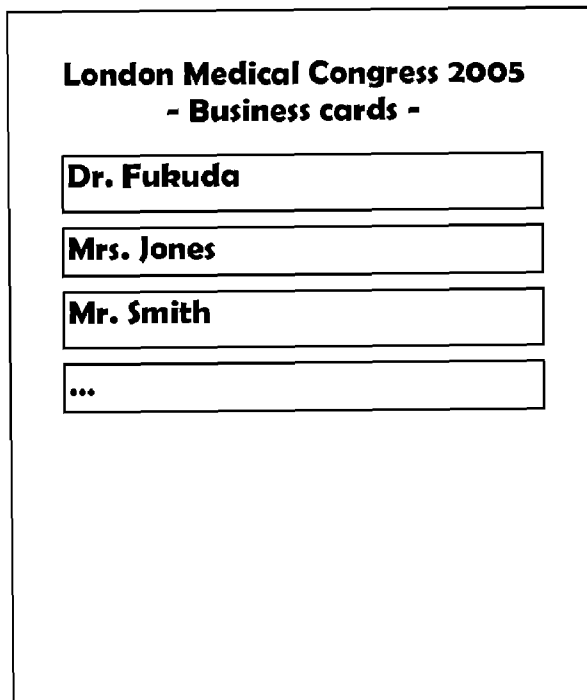 London Medical Congress 2005
- Business cards -
Dr. Fukuda
Mrs. Jones
Mr. Smith
...